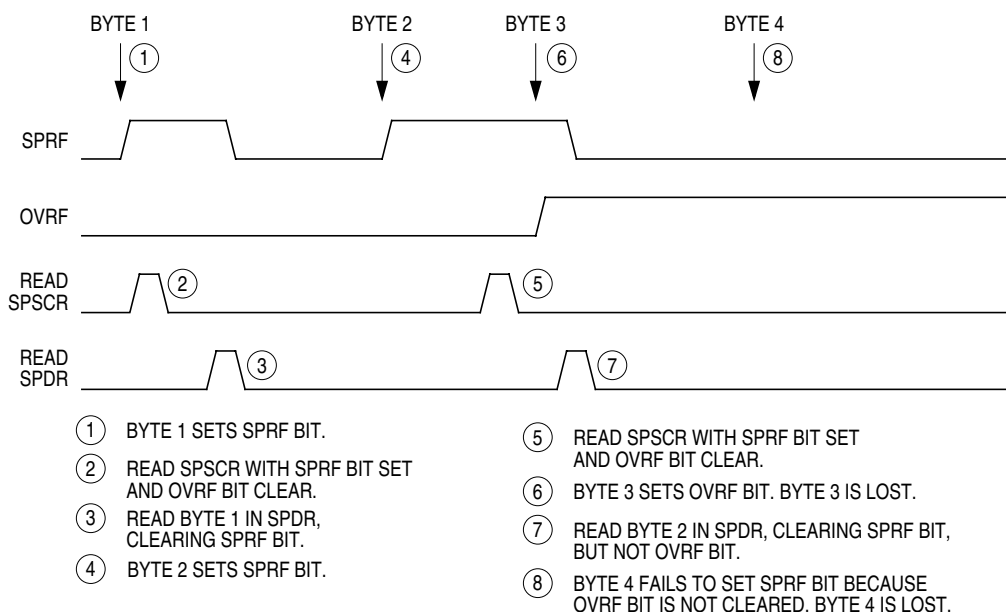 BYTE 1 BYTE 2 BYTE 3 BYTE 4
1 4 6 8
SPRF
OVRF
READ
SPSCR
2 5
READ
SPDR
3 7
1 BYTE 1 SETS SPRF BIT.
2 READ SPSCR WITH SPRF BIT SET
AND OVRF BIT CLEAR.
3 READ BYTE 1 IN SPDR,
CLEARING SPRF BIT.
4 BYTE 2 SETS SPRF BIT.
5 READ SPSCR WITH SPRF BIT SET
AND OVRF BIT CLEAR.
6 BYTE 3 SETS OVRF BIT. BYTE 3 IS LOST.
7 READ BYTE 2 IN SPDR, CLEARING SPRF BIT,
BUT NOT OVRF BIT.
8 BYTE 4 FAILS TO SET SPRF BIT BECAUSE
OVRF BIT IS NOT CLEARED. BYTE 4 IS LOST.